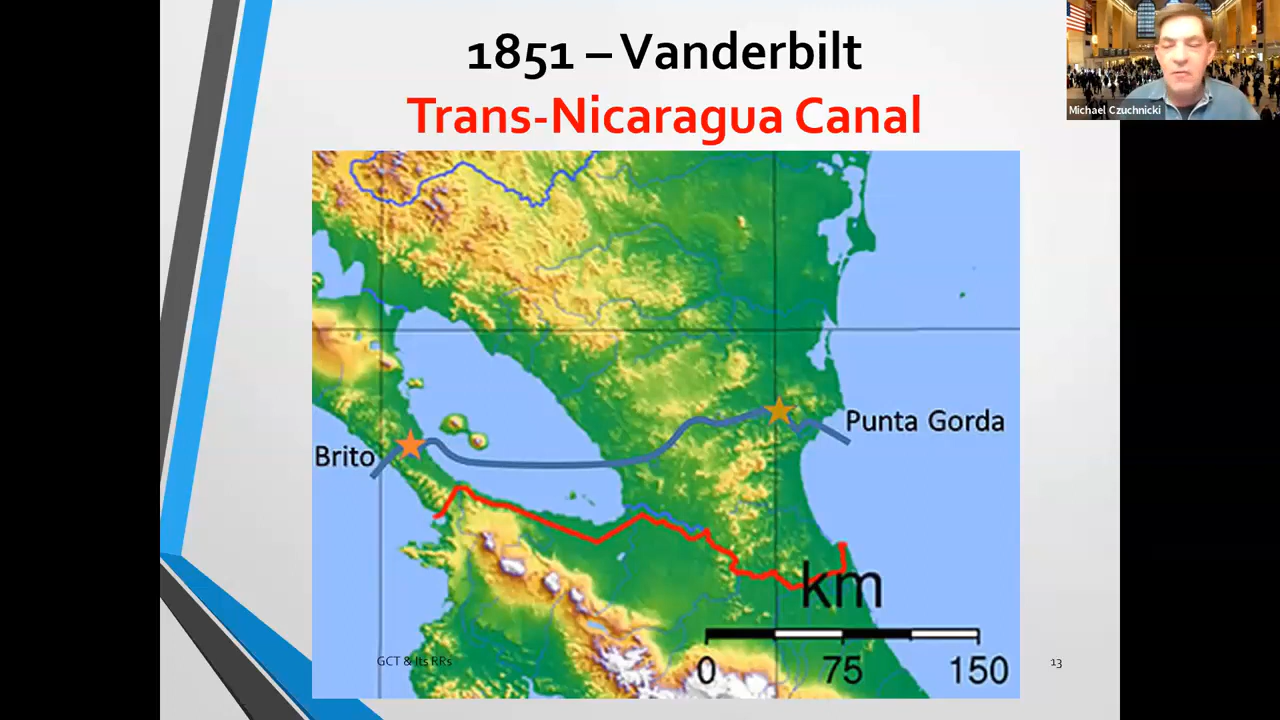 1851 – Vanderbilt
Trans-Nicaragua Canal
Michael Czuchnicki
Punta Gorda
Brito
km
0 75 150
GCT & Its RRs
13